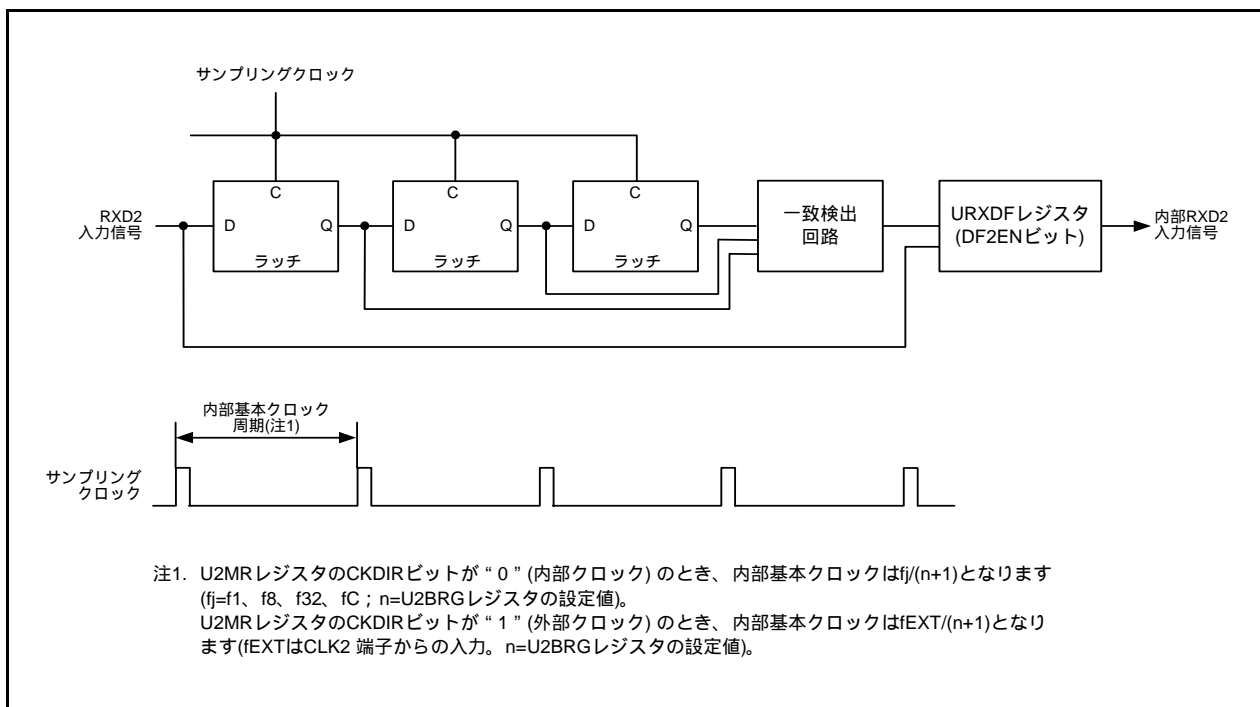 サンプリングクロック
C
C
C
RXD2
入力信号
D
Q
D
Q
D
Q
ラッチ
ラッチ
ラッチ
一致検出
回路
URXDFレジスタ
(DF2ENビット)
内部RXD2
入力信号
内部基本クロック
周期(注1)
サンプリング
クロック
注1. U2MRレジスタのCKDIRビットが“0”(内部クロック) のとき、内部基本クロックはfj/(n+1)となります
(fj=f1、f8、f32、fC ; n=U2BRGレジスタの設定値)。
U2MRレジスタのCKDIRビットが“1”(外部クロック) のとき、内部基本クロックはfEXT/(n+1)となり
ます(fEXTはCLK2 端子からの入力。n=U2BRGレジスタの設定値)。